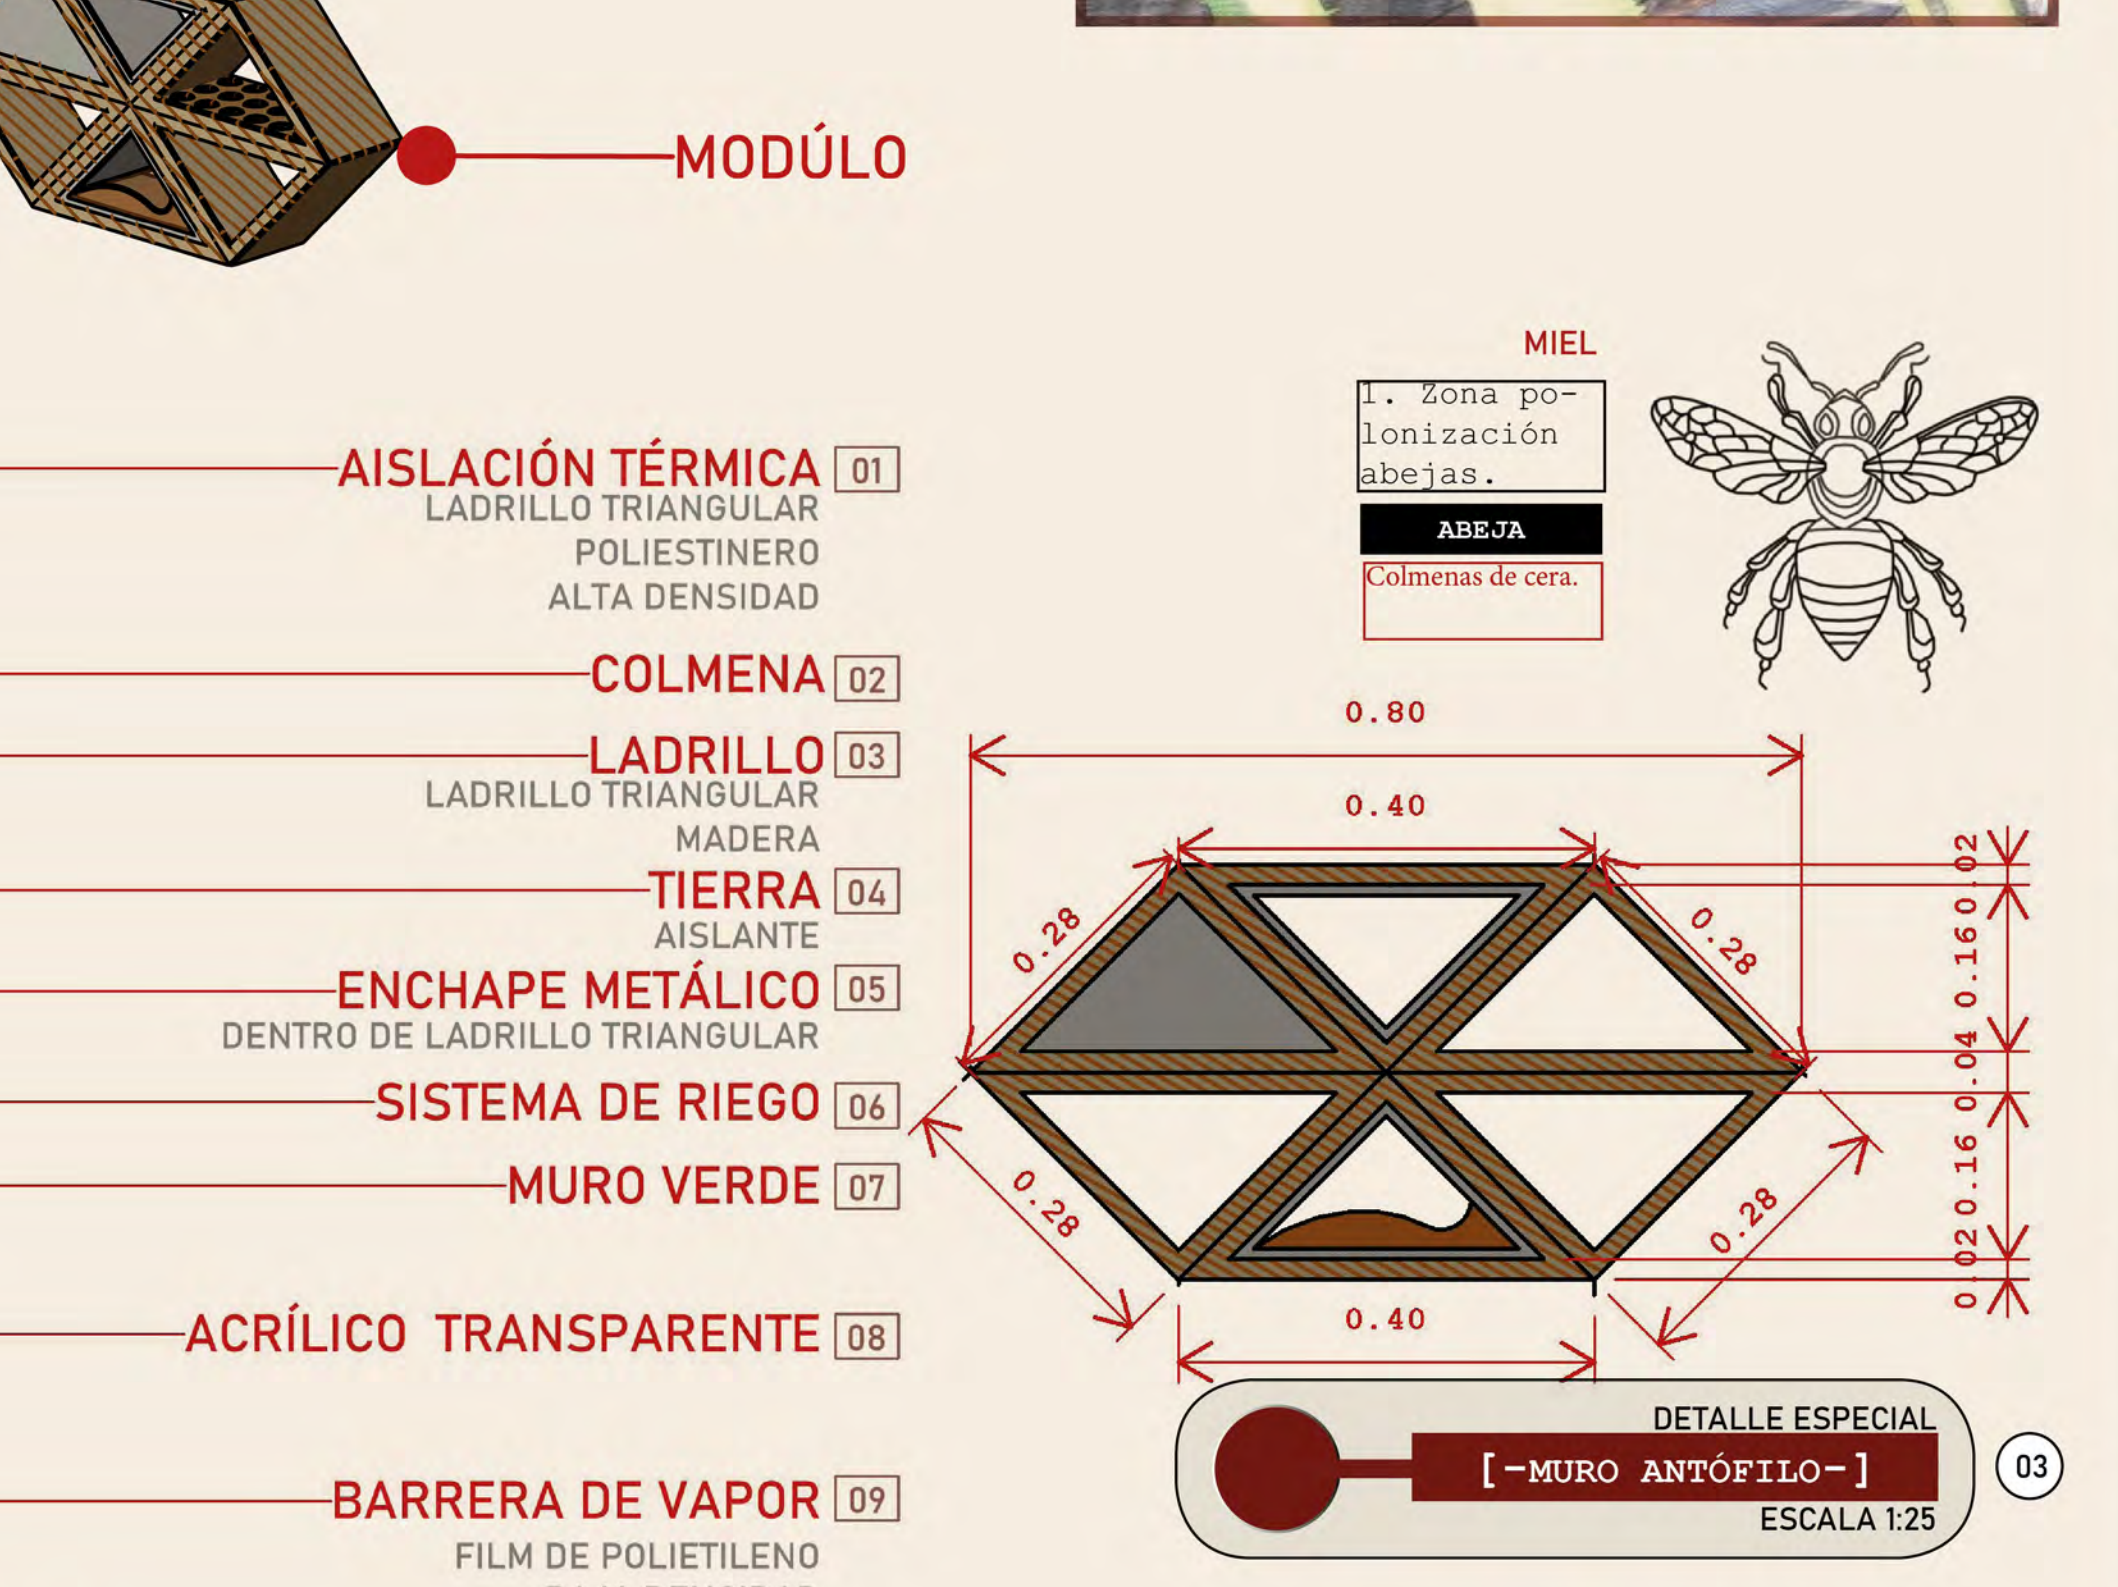 MODÚLO
AISLACIÓN TÉRMICA 01
LADRILLO TRIANGULAR
POLIESTINERO
ALTA DENSIDAD
COLMENA 02
LADRILLO 03
LADRILLO TRIANGULAR
MADERA
TIERRA 04
AISLANTE
ENCHAPE METÁLICO 05
DENTRO DE LADRILLO TRIANGULAR
SISTEMA DE RIEGO 06
MURO VERDE 07
ACRÍLICO TRANSPARENTE 08
BARRERA DE VAPOR 09
FILM DE POLIETILENO
MIEL
1. Zona po-
lonización
abejas.
ABEJA
Colmenas de cera.
0.80
0.40
0.28
0.28
0.02
0.16
0.04
0.16
0.02
0.28
0.28
0.40
DETALLE ESPECIAL
[-MURO ANTÓFILO-]
ESCALA 1:25
03